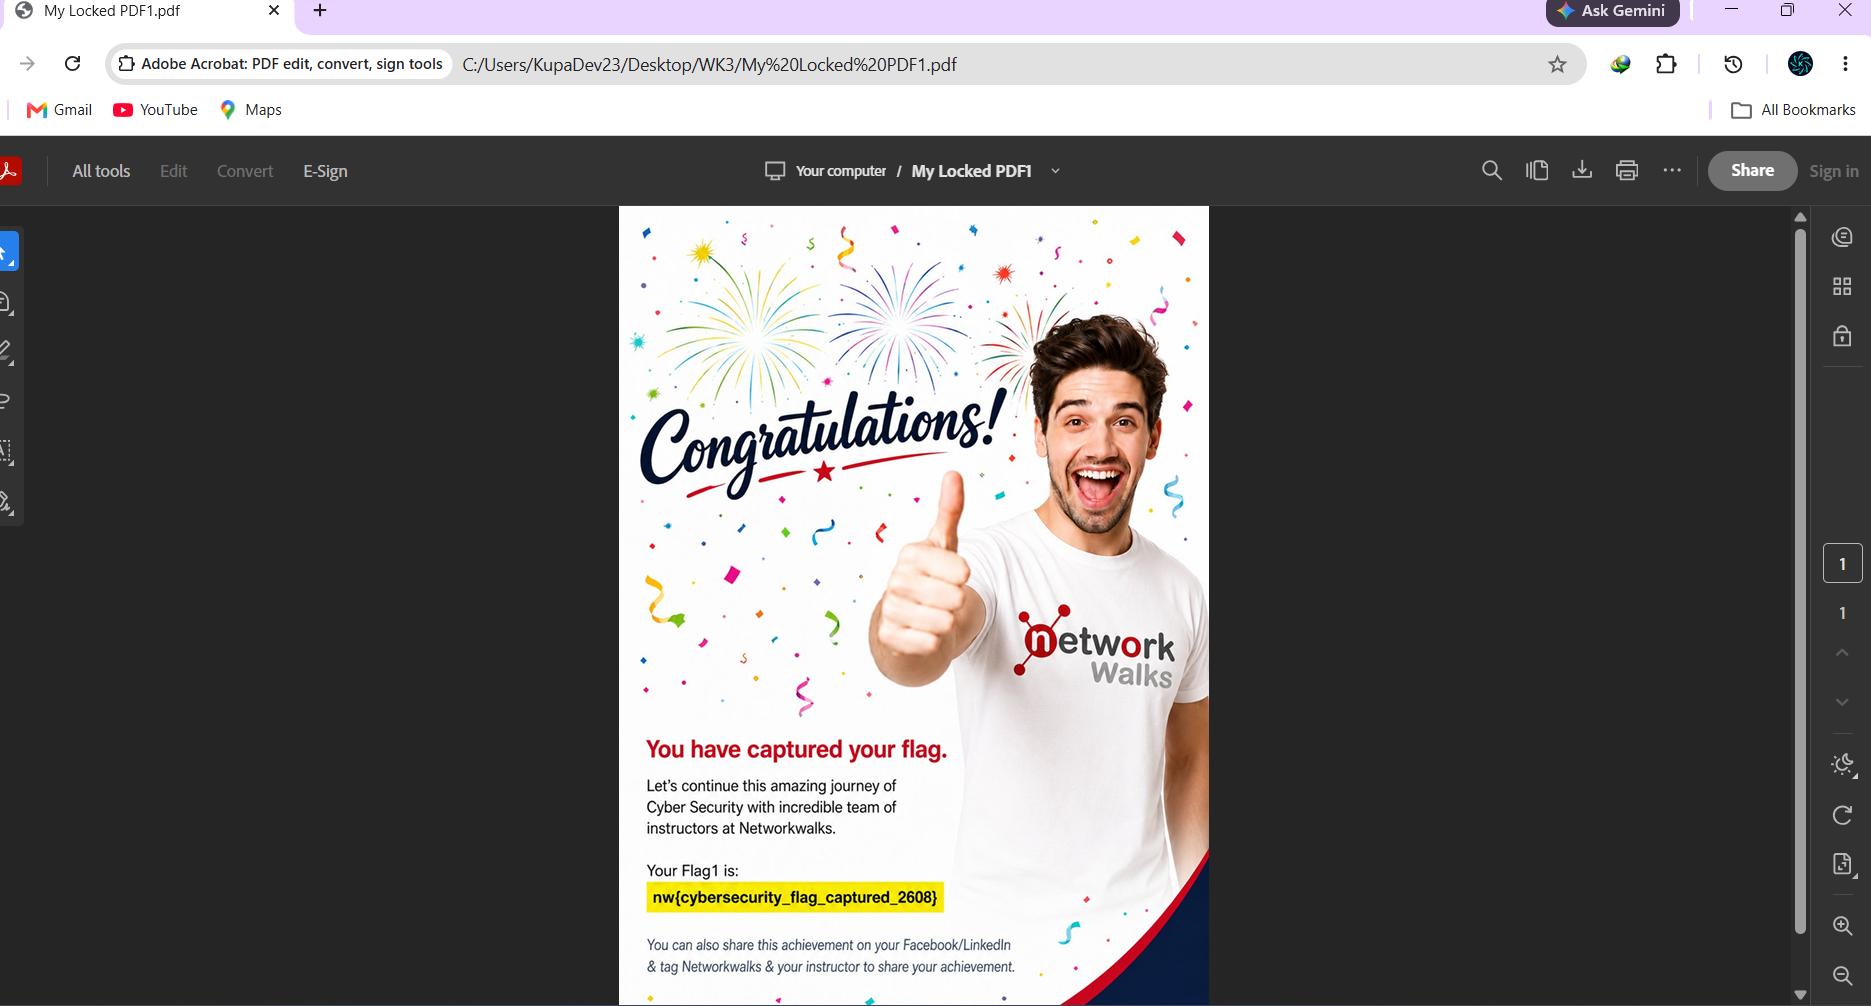 My Locked PDF1.pdf
Ask Gemini
Adobe Acrobat: PDF edit, convert, sign tools
C:/Users/KupaDev23/Desktop/WK3/My%20Locked%20PDF1.pdf
Gmail
YouTube
Maps
All Bookmarks
All tools
Edit
Convert
E-Sign
Your computer / My Locked PDF1
Share
Sign in
Congratulations!
network
Walks
You have captured your flag.
Let's continue this amazing journey of
Cyber Security with incredible team of
instructors at Networkwalks.
Your Flag1 is:
nw{cybersecurity_flag_captured_2608}
You can also share this achievement on your Facebook/LinkedIn
& tag Networkwalks & your instructor to share your achievement.
1
1